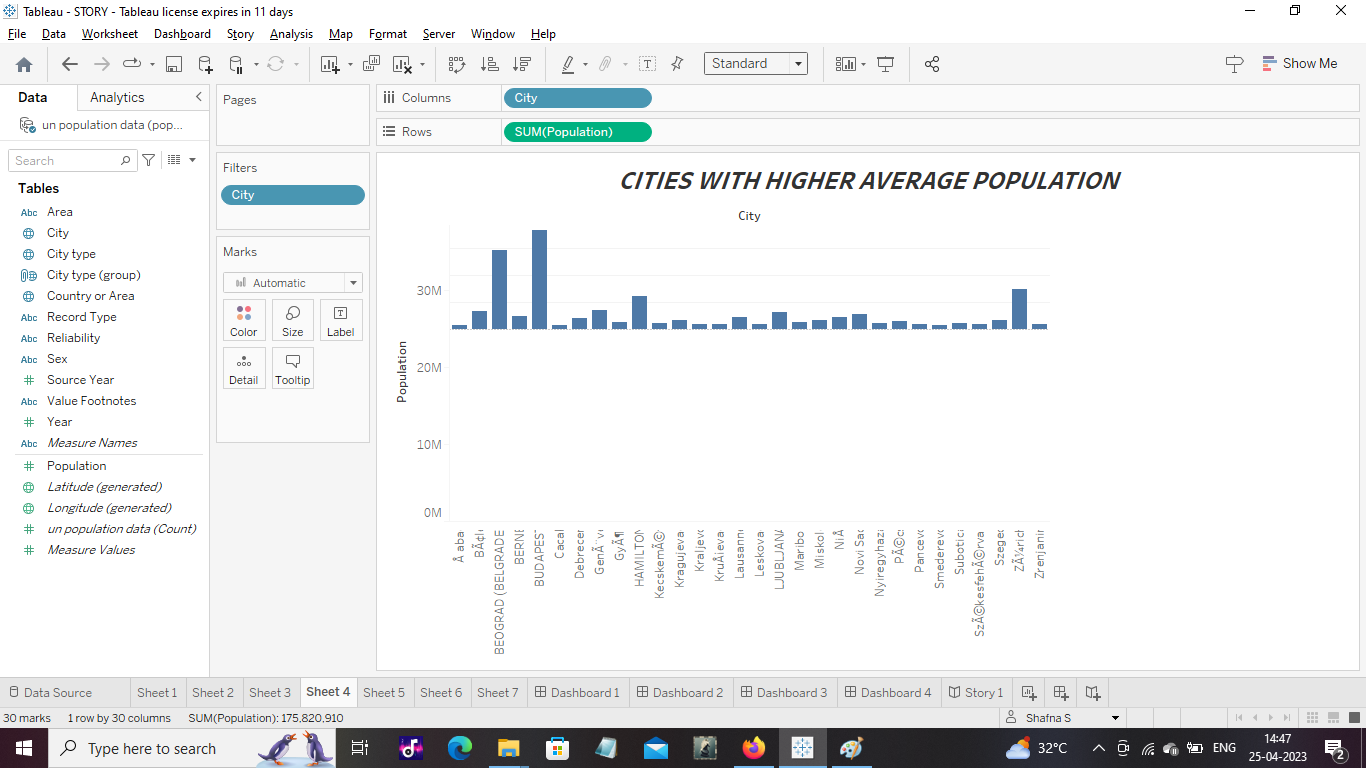 Tableau - STORY - Tableau license expires in 11 days
File Data Worksheet Dashboard Story Analysis Map Format Server Window Help
Standard
Show Me
Data Analytics
un population data (pop...
Search
Tables
Abc Area
City
City type
City type (group)
Country or Area
Abc Record Type
Abc Reliability
Abc Sex
Source Year
Abc Value Footnotes
Year
Abc Measure Names
Population
Latitude (generated)
Longitude (generated)
un population data (Count)
Measure Values
Pages
Filters
City
Marks
Automatic
Color Size Label
Detail Tooltip
Columns City
Rows SUM(Population)
CITIES WITH HIGHER AVERAGE POPULATION
City
Population
30M
20M
10M
0M
BEOGRAD (BELGRADE
BERNE
BUDAPES
Cacal
Debrecer
HAMILTON
KecskemÃ©
Kragujeva
Kraljevo
Lausanne
Leskova
LJUBLJANA
Maribo
Miskol
NiÅ
Novi Sad
Nyiregyhaz
PÃ©c
Pancevo
Smederevo
Subotic
SzÃ©kesfehÃ©rva
Szeged
ZÃ¼rich
Zrenjanin
Data Source Sheet 1 Sheet 2 Sheet 3 Sheet 4 Sheet 5 Sheet 6 Sheet 7 Dashboard 1 Dashboard 2 Dashboard 3 Dashboard 4 Story 1
30 marks 1 row by 30 columns SUM(Population): 175,820,910
Shafna S
Type here to search
32°C
ENG
14:47
25-04-2023
2